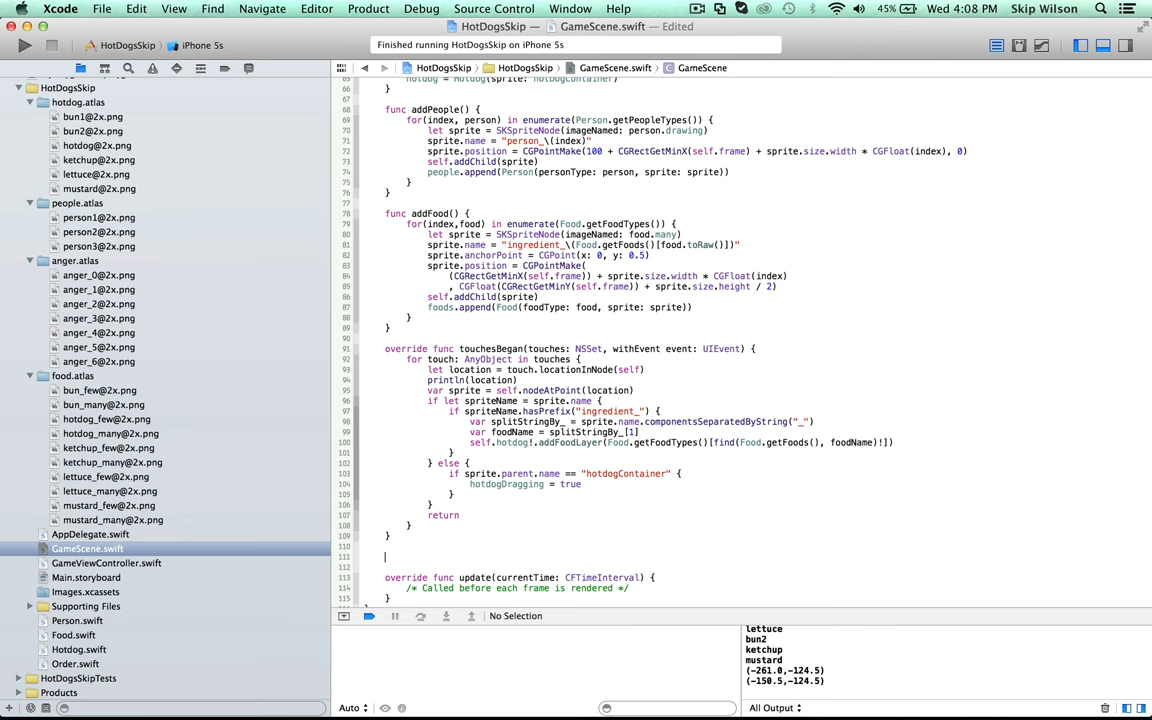 Xcode File Edit View Find Navigate Editor Product Debug Source Control Window Help 45% Wed 4:08 PM Skip Wilson
HotDogsSkip — GameScene.swift — Edited
HotDogsSkip iPhone 5s Finished running HotDogsSkip on iPhone 5s
HotDogsSkip HotDogsSkip GameScene.swift C GameScene
HotDogsSkip
hotdog.atlas
bun1@2x.png
bun2@2x.png
hotdog@2x.png
ketchup@2x.png
lettuce@2x.png
mustard@2x.png
people.atlas
person1@2x.png
person2@2x.png
person3@2x.png
anger.atlas
anger_0@2x.png
anger_1@2x.png
anger_2@2x.png
anger_3@2x.png
anger_4@2x.png
anger_5@2x.png
anger_6@2x.png
food.atlas
bun_few@2x.png
bun_many@2x.png
hotdog_few@2x.png
hotdog_many@2x.png
ketchup_few@2x.png
ketchup_many@2x.png
lettuce_few@2x.png
lettuce_many@2x.png
mustard_few@2x.png
mustard_many@2x.png
AppDelegate.swift
GameScene.swift
GameViewController.swift
Main.storyboard
Images.xcassets
Supporting Files
Person.swift
Food.swift
Hotdog.swift
Order.swift
HotDogsSkipTests
Products
65 hotdog = Hotdog(sprite: hotdogContainer)
66 }
67
68 func addPeople() {
69 for(index, person) in enumerate(Person.getPeopleTypes()) {
70 let sprite = SKSpriteNode(imageNamed: person.drawing)
71 sprite.name = "person_\(index)"
72 sprite.position = CGPointMake(100 + CGRectGetMinX(self.frame) + sprite.size.width * CGFloat(index), 0)
73 self.addChild(sprite)
74 people.append(Person(personType: person, sprite: sprite))
75 }
76 }
77
78 func addFood() {
79 for(index,food) in enumerate(Food.getFoodTypes()) {
80 let sprite = SKSpriteNode(imageNamed: food.many)
81 sprite.name = "ingredient_\(Food.getFoods()[food.toRaw()])"
82 sprite.anchorPoint = CGPoint(x: 0, y: 0.5)
83 sprite.position = CGPointMake(
84 (CGRectGetMinX(self.frame)) + sprite.size.width * CGFloat(index)
85 , CGFloat(CGRectGetMinY(self.frame)) + sprite.size.height / 2)
86 self.addChild(sprite)
87 foods.append(Food(foodType: food, sprite: sprite))
88 }
89 }
90
91 override func touchesBegan(touches: NSSet, withEvent event: UIEvent) {
92 for touch: AnyObject in touches {
93 let location = touch.locationInNode(self)
94 println(location)
95 var sprite = self.nodeAtPoint(location)
96 if let spriteName = sprite.name {
97 if spriteName.hasPrefix("ingredient_") {
98 var splitStringBy_ = sprite.name.componentsSeparatedByString("_")
99 var foodName = splitStringBy_[1]
100 self.hotdog!.addFoodLayer(Food.getFoodTypes()[find(Food.getFoods(), foodName)!])
101 }
102 } else {
103 if sprite.parent.name == "hotdogContainer" {
104 hotdogDragging = true
105 }
106 }
107 return
108 }
109 }
110
111
112
113 override func update(currentTime: CFTimeInterval) {
114 /* Called before each frame is rendered */
115 }
No Selection
lettuce
bun2
ketchup
mustard
(-261.0,-124.5)
(-150.5,-124.5)
Auto All Output